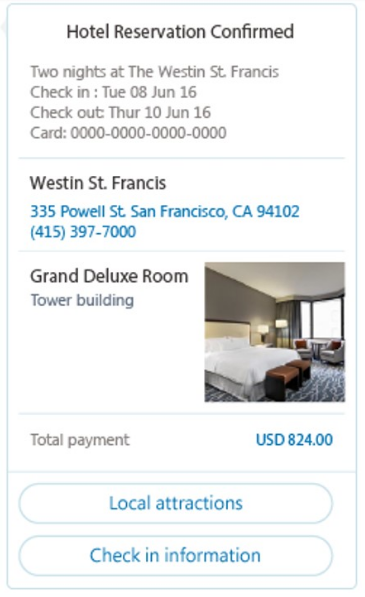 Hotel Reservation Confirmed
Two nights at The Westin St. Francis
Check in : Tue 08 Jun 16
Check out: Thur 10 Jun 16
Card: 0000-0000-0000-0000
Westin St. Francis
335 Powell St. San Francisco, CA 94102
(415) 397-7000
Grand Deluxe Room
Tower building
Total payment USD 824.00
Local attractions
Check in information